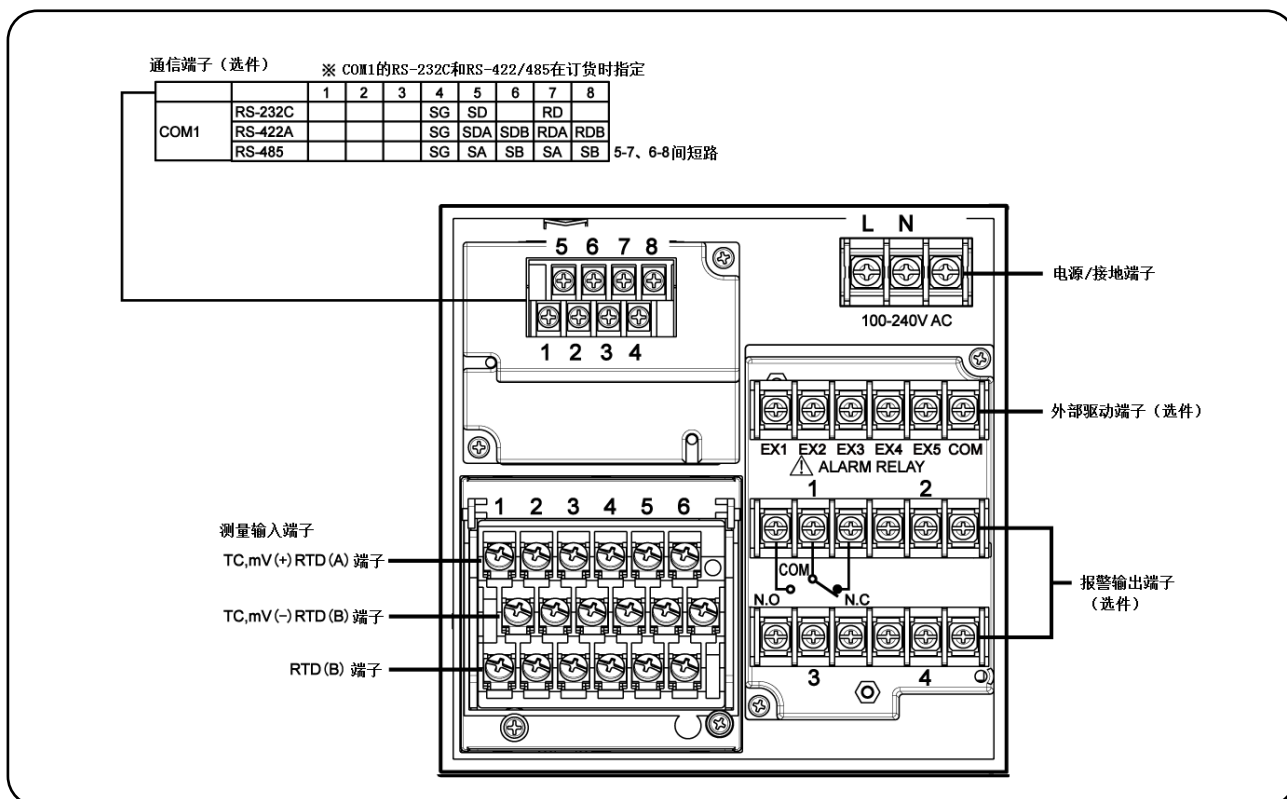 通信端子（选件）
※ COM1的RS-232C和RS-422/485在订货时指定
1 2 3 4 5 6 7 8
COM1
RS-232C SG SD RD
RS-422A SG SDA SDB RDA RDB
RS-485 SG SA SB SA SB 5-7、6-8间短路
L N
5 6 7 8
电源/接地端子
100-240V AC
1 2 3 4
外部驱动端子（选件）
EX1 EX2 EX3 EX4 EX5 COM
ALARM RELAY
1 2
1 2 3 4 5 6
测量输入端子
TC,mV(+)RTD(A) 端子
COM
N.O N.C
报警输出端子
（选件）
TC,mV(-)RTD(B) 端子
RTD(B) 端子
3 4